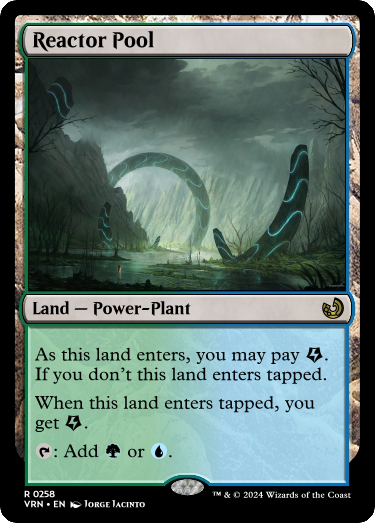 Reactor Pool
Land — Power-Plant
As this land enters, you may pay.
If you don't this land enters tapped.
When this land enters tapped, you
get.
: Add or.
R 0258
VRN • EN Jorge Jacinto
™ & © 2024 Wizards of the Coast